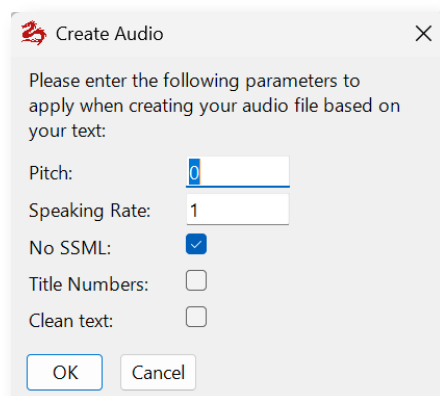 Create Audio
Please enter the following parameters to
apply when creating your audio file based on
your text:
Pitch: 0
Speaking Rate: 1
No SSML:
Title Numbers:
Clean text:
OK Cancel